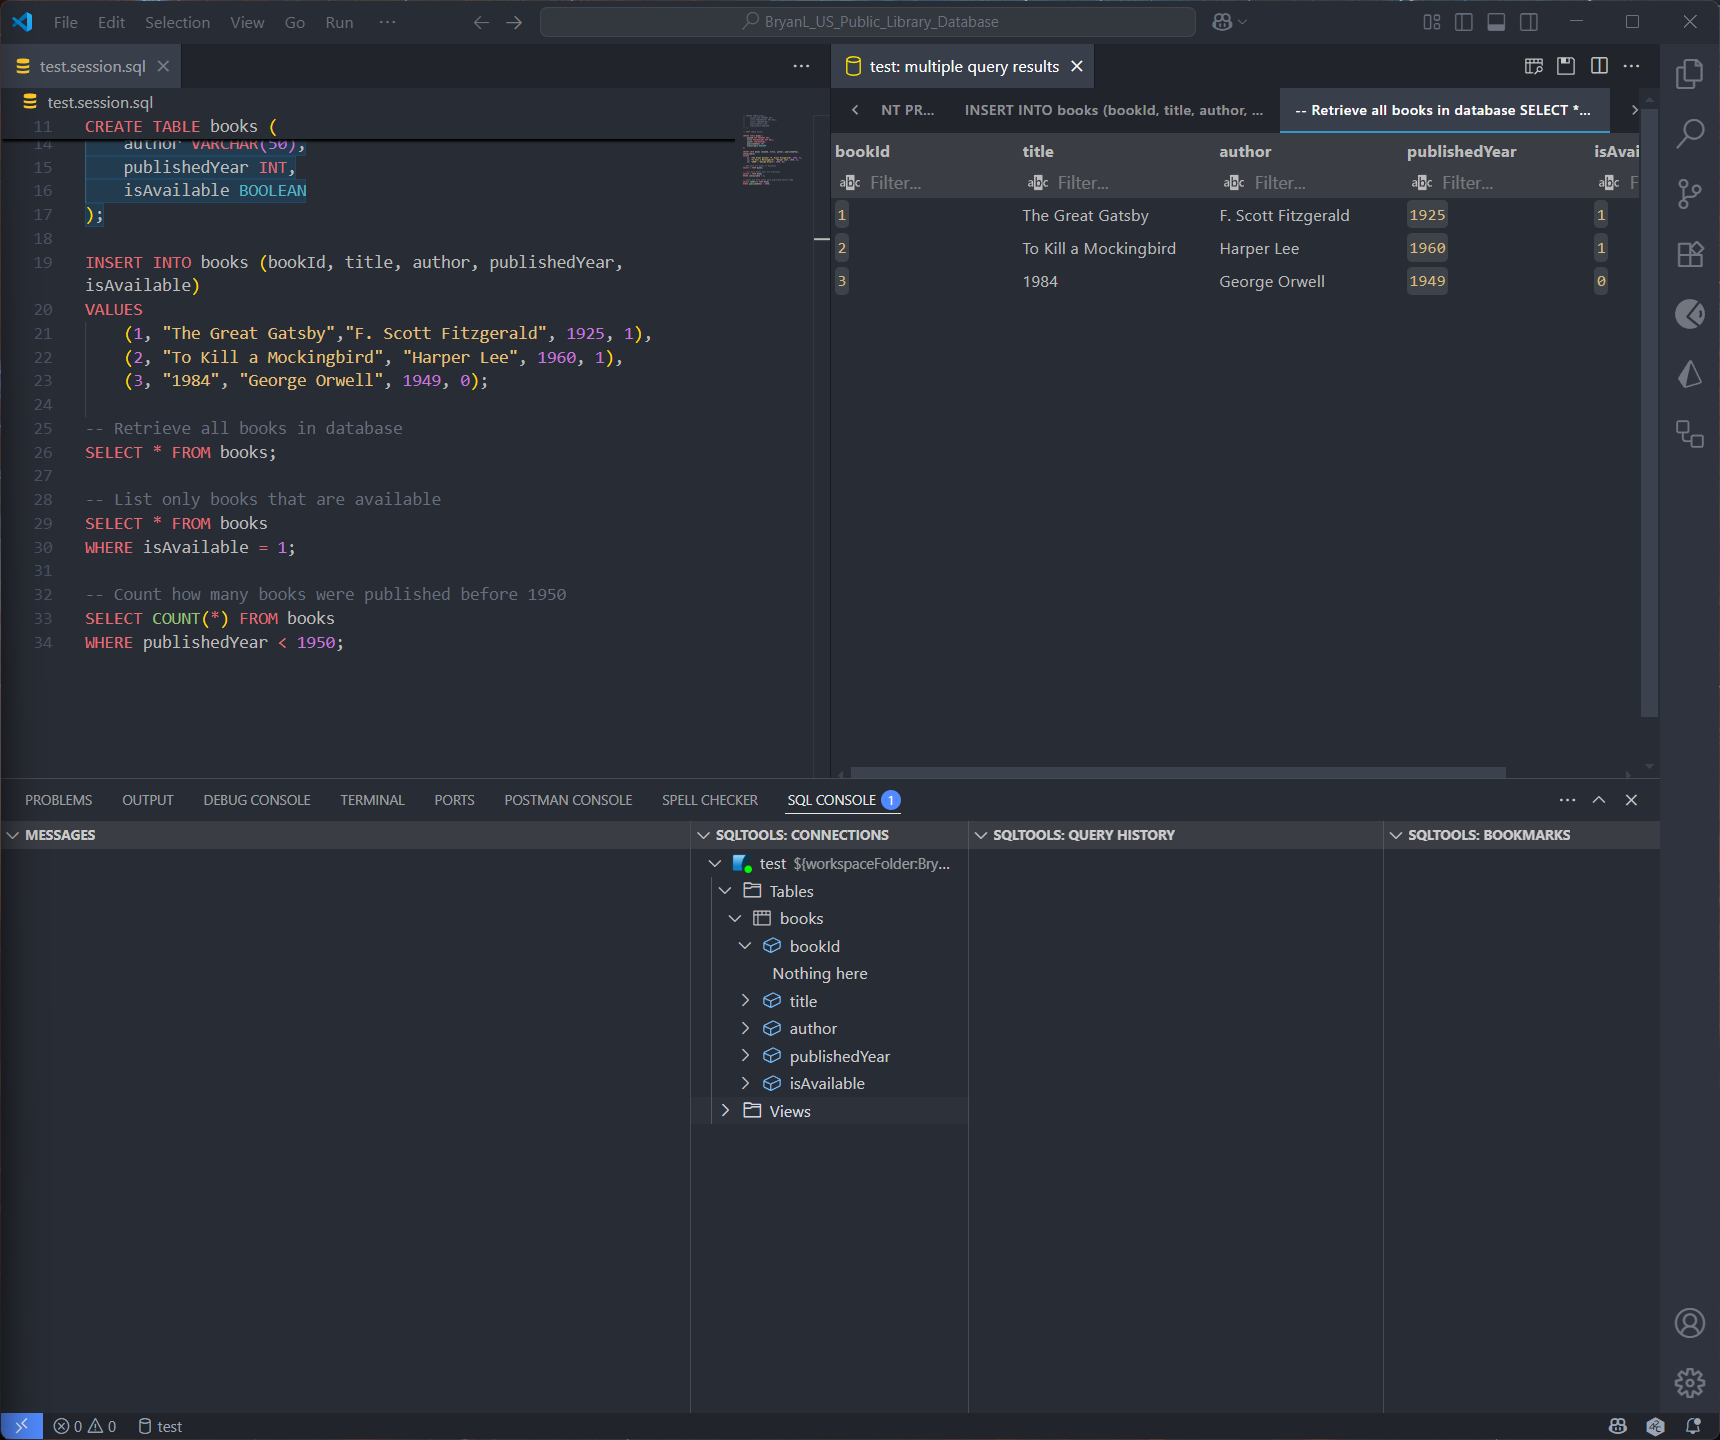 File Edit Selection View Go Run ···
BryanL_US_Public_Library_Database
test.session.sql
test: multiple query results
test.session.sql
11 CREATE TABLE books (
14 author VARCHAR(50),
15 publishedYear INT,
16 isAvailable BOOLEAN
17 );
18
19 INSERT INTO books (bookId, title, author, publishedYear,
isAvailable)
20 VALUES
21 (1, "The Great Gatsby","F. Scott Fitzgerald", 1925, 1),
22 (2, "To Kill a Mockingbird", "Harper Lee", 1960, 1),
23 (3, "1984", "George Orwell", 1949, 0);
24
25 -- Retrieve all books in database
26 SELECT * FROM books;
27
28 -- List only books that are available
29 SELECT * FROM books
30 WHERE isAvailable = 1;
31
32 -- Count how many books were published before 1950
33 SELECT COUNT(*) FROM books
34 WHERE publishedYear < 1950;
NT PR... INSERT INTO books (bookId, title, author, ... -- Retrieve all books in database SELECT *...
bookId title author publishedYear isAvai
abc Filter... abc Filter... abc Filter... abc Filter... abc F
1 The Great Gatsby F. Scott Fitzgerald 1925 1
2 To Kill a Mockingbird Harper Lee 1960 1
3 1984 George Orwell 1949 0
PROBLEMS OUTPUT DEBUG CONSOLE TERMINAL PORTS POSTMAN CONSOLE SPELL CHECKER SQL CONSOLE 1
MESSAGES
SQLTOOLS: CONNECTIONS
test ${workspaceFolder:Bry...
Tables
books
bookId
Nothing here
title
author
publishedYear
isAvailable
Views
SQLTOOLS: QUERY HISTORY
SQLTOOLS: BOOKMARKS
0 0 test